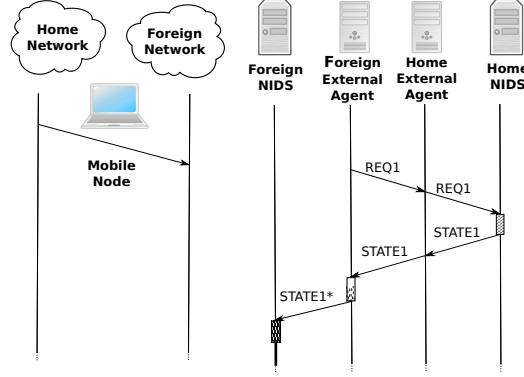 Home
Network
Foreign
Network
Mobile
Node
Foreign
NIDS
Foreign
External
Agent
Home
External
Agent
Home
NIDS
REQ1
REQ1
STATE1
STATE1
STATE1*